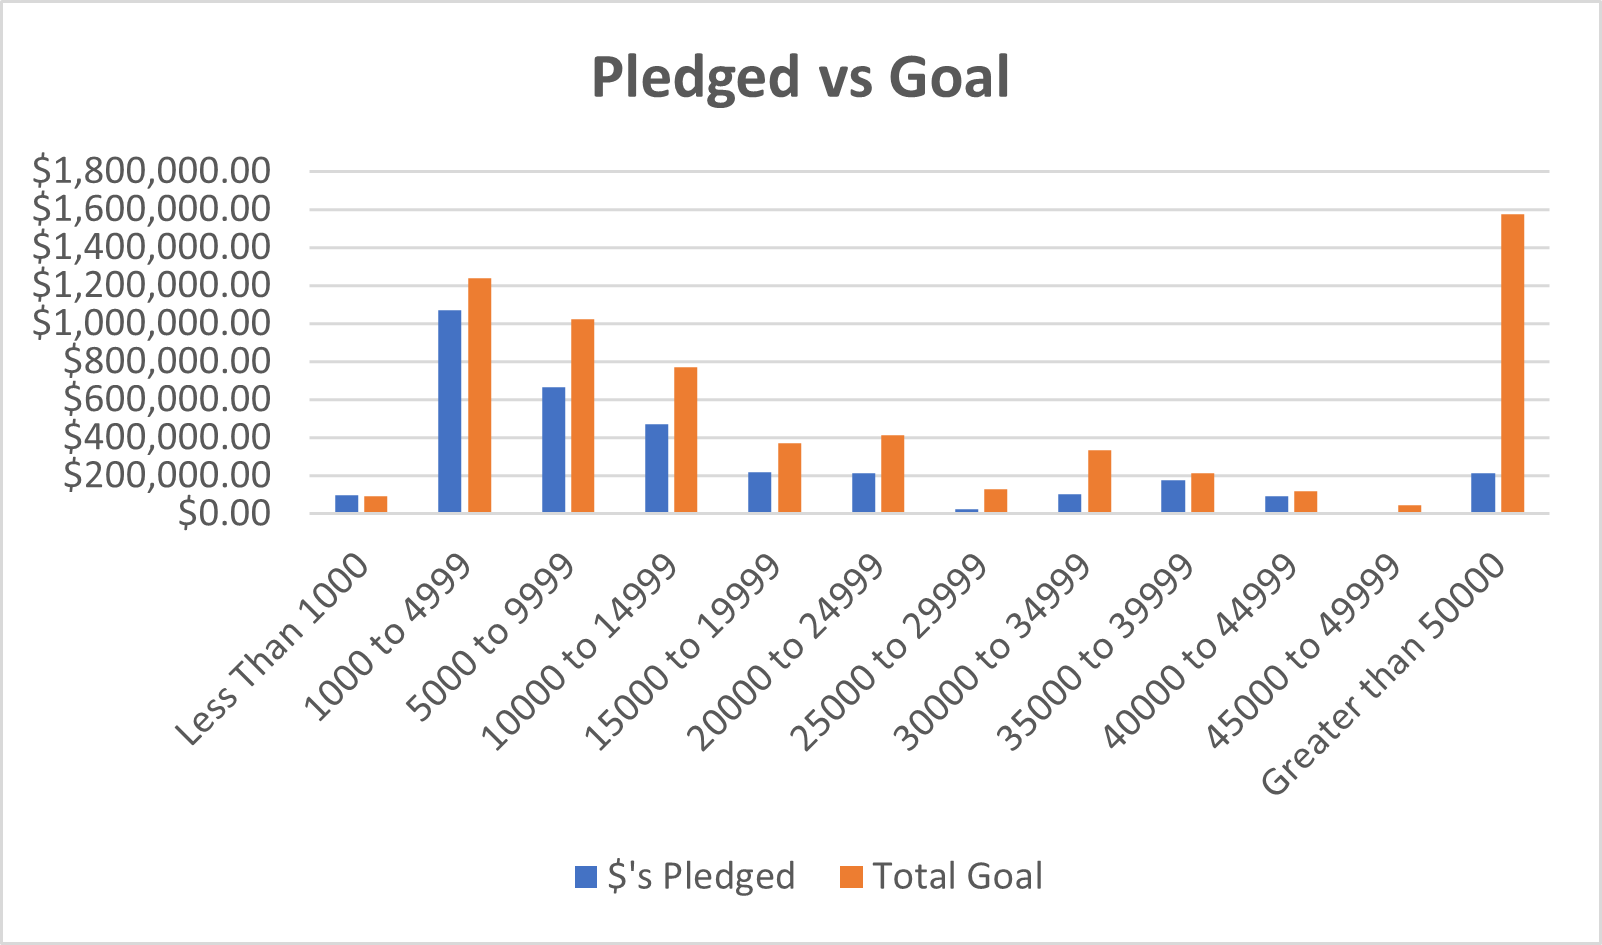 Pledged vs Goal
$1,800,000.00
$1,600,000.00
$1,400,000.00
$1,200,000.00
$1,000,000.00
$800,000.00
$600,000.00
$400,000.00
$200,000.00
$0.00
Less Than 1000
1000 to 4999
5000 to 9999
10000 to 14999
15000 to 19999
20000 to 24999
25000 to 29999
30000 to 34999
35000 to 39999
40000 to 44999
45000 to 49999
Greater than 50000
$'s Pledged
Total Goal